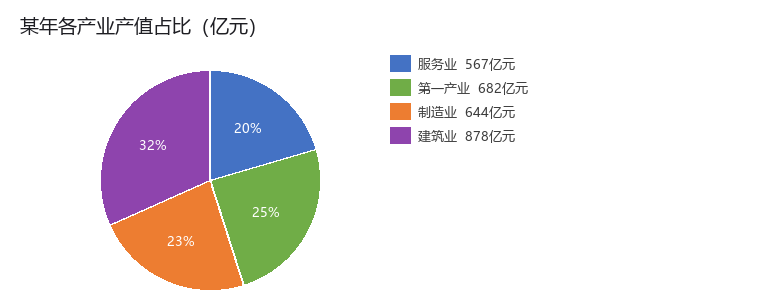 某年各产业产值占比（亿元）
服务业 567亿元
第一产业 682亿元
制造业 644亿元
建筑业 878亿元
20%
32%
25%
23%